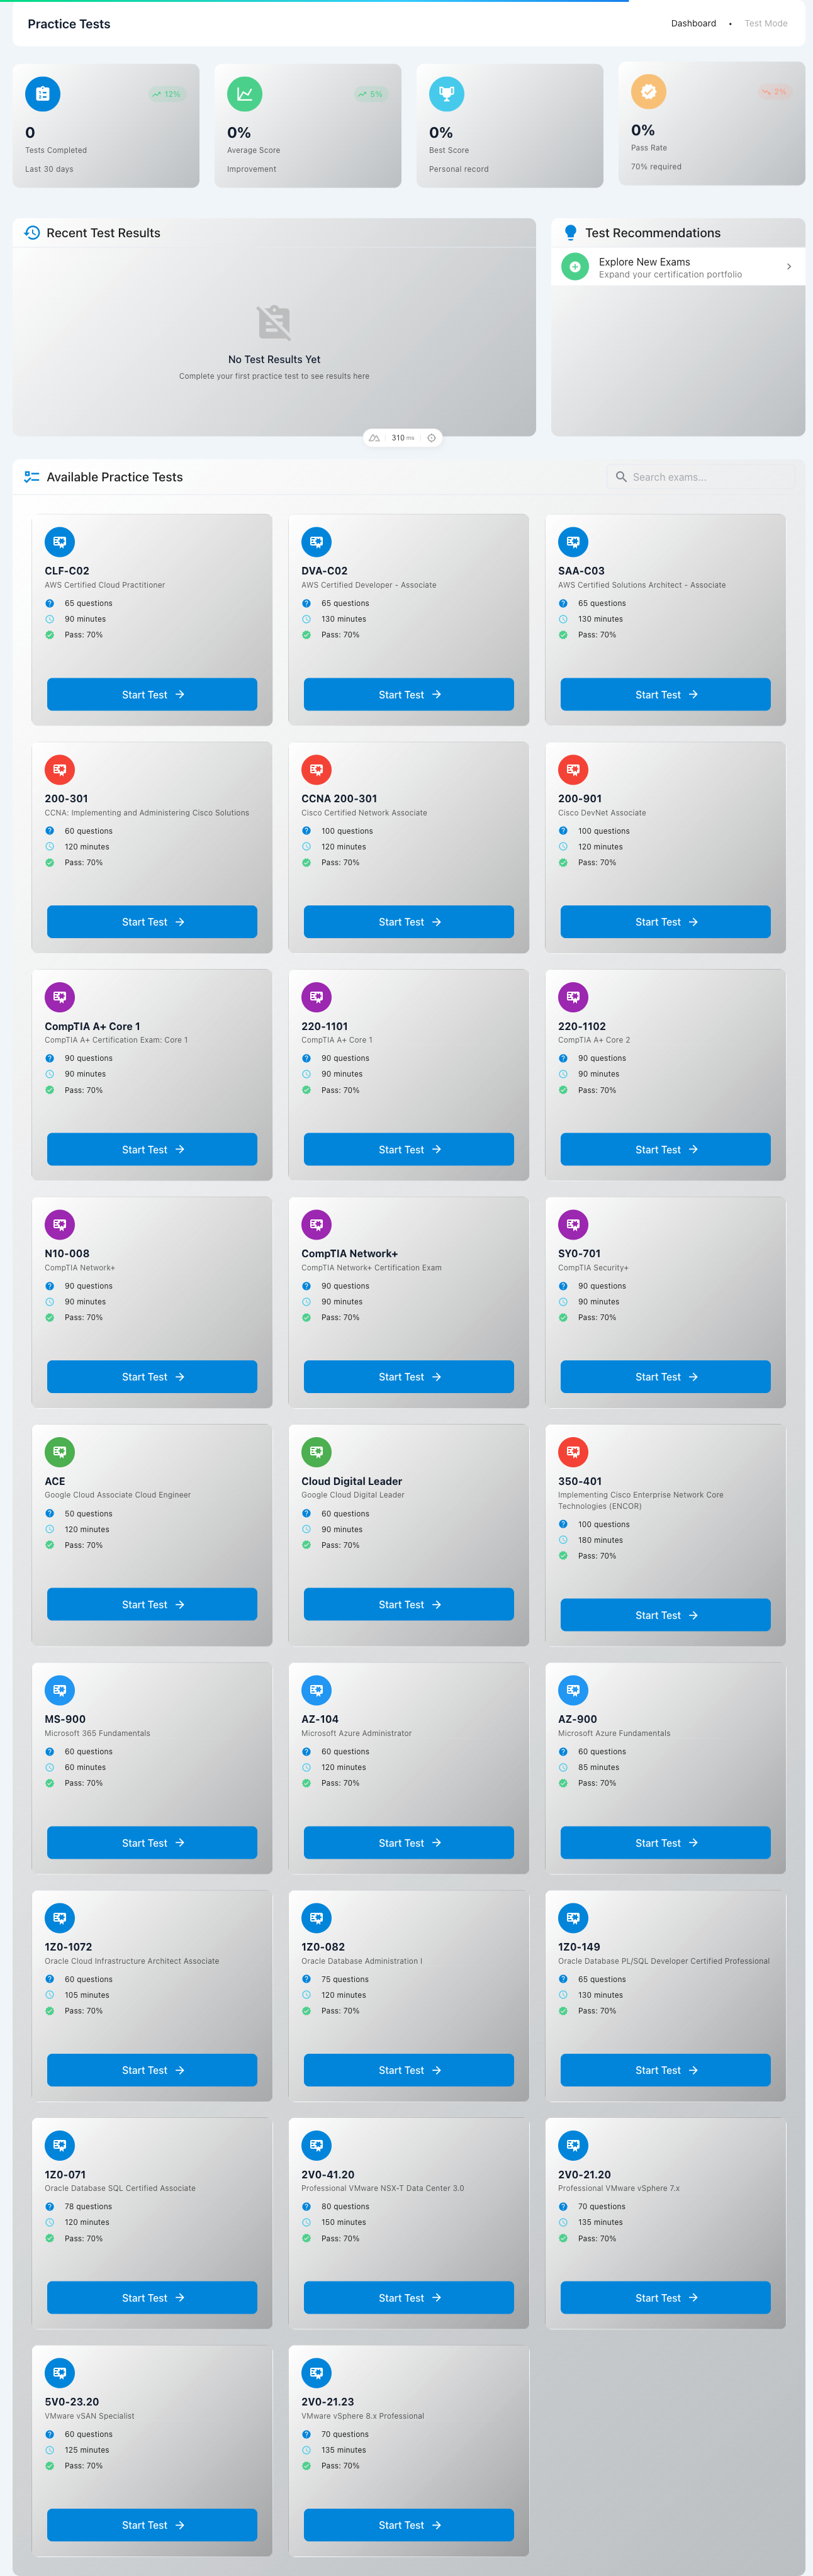 Practice Tests
Dashboard • Test Mode
12%
0
Tests Completed
Last 30 days
5%
0%
Average Score
Improvement
0%
Best Score
Personal record
2%
0%
Pass Rate
70% required
Recent Test Results
No Test Results Yet
Complete your first practice test to see results here
Test Recommendations
Explore New Exams
Expand your certification portfolio
310 ms
Available Practice Tests
Search exams...
CLF-C02
AWS Certified Cloud Practitioner
65 questions
90 minutes
Pass: 70%
Start Test
DVA-C02
AWS Certified Developer - Associate
65 questions
130 minutes
Pass: 70%
Start Test
SAA-C03
AWS Certified Solutions Architect - Associate
65 questions
130 minutes
Pass: 70%
Start Test
200-301
CCNA: Implementing and Administering Cisco Solutions
60 questions
120 minutes
Pass: 70%
Start Test
CCNA 200-301
Cisco Certified Network Associate
100 questions
120 minutes
Pass: 70%
Start Test
200-901
Cisco DevNet Associate
100 questions
120 minutes
Pass: 70%
Start Test
CompTIA A+ Core 1
CompTIA A+ Certification Exam: Core 1
90 questions
90 minutes
Pass: 70%
Start Test
220-1101
CompTIA A+ Core 1
90 questions
90 minutes
Pass: 70%
Start Test
220-1102
CompTIA A+ Core 2
90 questions
90 minutes
Pass: 70%
Start Test
N10-008
CompTIA Network+
90 questions
90 minutes
Pass: 70%
Start Test
CompTIA Network+
CompTIA Network+ Certification Exam
90 questions
90 minutes
Pass: 70%
Start Test
SY0-701
CompTIA Security+
90 questions
90 minutes
Pass: 70%
Start Test
ACE
Google Cloud Associate Cloud Engineer
50 questions
120 minutes
Pass: 70%
Start Test
Cloud Digital Leader
Google Cloud Digital Leader
60 questions
90 minutes
Pass: 70%
Start Test
350-401
Implementing Cisco Enterprise Network Core
Technologies (ENCOR)
100 questions
180 minutes
Pass: 70%
Start Test
MS-900
Microsoft 365 Fundamentals
60 questions
60 minutes
Pass: 70%
Start Test
AZ-104
Microsoft Azure Administrator
60 questions
120 minutes
Pass: 70%
Start Test
AZ-900
Microsoft Azure Fundamentals
60 questions
85 minutes
Pass: 70%
Start Test
1Z0-1072
Oracle Cloud Infrastructure Architect Associate
60 questions
105 minutes
Pass: 70%
Start Test
1Z0-082
Oracle Database Administration I
75 questions
120 minutes
Pass: 70%
Start Test
1Z0-149
Oracle Database PL/SQL Developer Certified Professional
65 questions
130 minutes
Pass: 70%
Start Test
1Z0-071
Oracle Database SQL Certified Associate
78 questions
120 minutes
Pass: 70%
Start Test
2V0-41.20
Professional VMware NSX-T Data Center 3.0
80 questions
150 minutes
Pass: 70%
Start Test
2V0-21.20
Professional VMware vSphere 7.x
70 questions
135 minutes
Pass: 70%
Start Test
5V0-23.20
VMware vSAN Specialist
60 questions
125 minutes
Pass: 70%
Start Test
2V0-21.23
VMware vSphere 8.x Professional
70 questions
135 minutes
Pass: 70%
Start Test